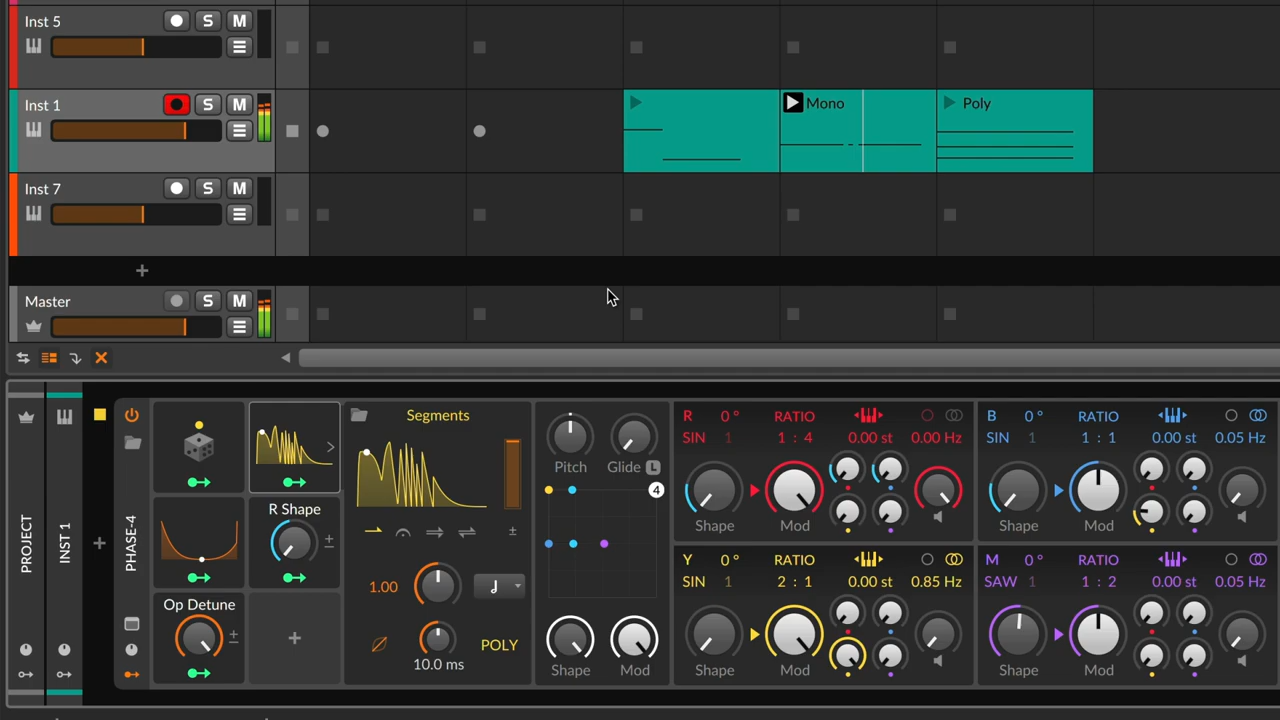 Inst 5
S M
Inst 1
S M
Mono
Poly
Inst 7
S M
+
Master
S M
PROJECT
INST 1
+
PHASE-4
R Shape
±
Op Detune
±
+
Segments
±
1.00
10.0 ms
POLY
Pitch
Glide L
4
Shape
Mod
R 0° RATIO
SIN 1 1 : 4 0.00 st 0.00 Hz
Shape Mod
B 0° RATIO
SIN 1 1 : 1 0.00 st 0.05 Hz
Shape Mod
Y 0° RATIO
SIN 1 2 : 1 0.00 st 0.85 Hz
Shape Mod
M 0° RATIO
SAW 1 1 : 2 0.00 st 0.05 Hz
Shape Mod